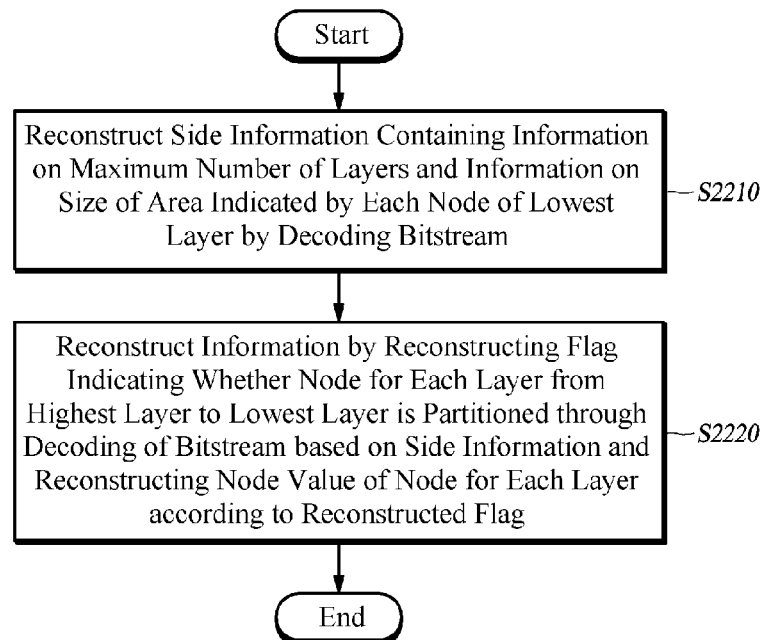 Start
Reconstruct Side Information Containing Information
on Maximum Number of Layers and Information on
Size of Area Indicated by Each Node of Lowest
Layer by Decoding Bitstream
S2210
Reconstruct Information by Reconstructing Flag
Indicating Whether Node for Each Layer from
Highest Layer to Lowest Layer is Partitioned through
Decoding of Bitstream based on Side Information and
Reconstructing Node Value of Node for Each Layer
according to Reconstructed Flag
S2220
End